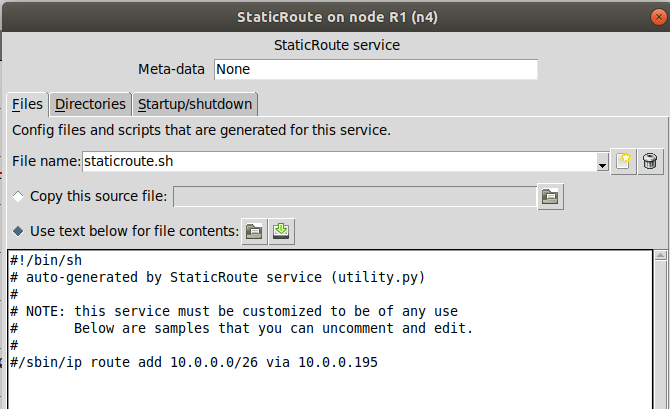 StaticRoute on node R1 (n4)
StaticRoute service
Meta-data None
Files Directories Startup/shutdown
Config files and scripts that are generated for this service.
File name: staticroute.sh
Copy this source file:
Use text below for file contents:
#!/bin/sh
# auto-generated by StaticRoute service (utility.py)
#
# NOTE: this service must be customized to be of any use
#       Below are samples that you can uncomment and edit.
#
#/sbin/ip route add 10.0.0.0/26 via 10.0.0.195